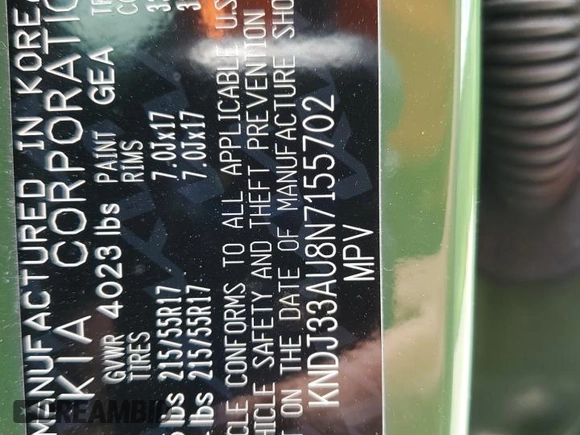 MANUFACTURED IN KOREA
KIA CORPORATIO
GVWR 4023 lbs PAINT GEA
TIRES RIMS
lbs 215/55R17 7.0Jx17
lbs 215/55R17 7.0Jx17
CLE CONFORMS TO ALL APPLICABLE U.S
HICLE SAFETY AND THEFT PREVENTION
T ON THE DATE OF MANUFACTURE SHO
KNDJ33AU8N7155702
MPV